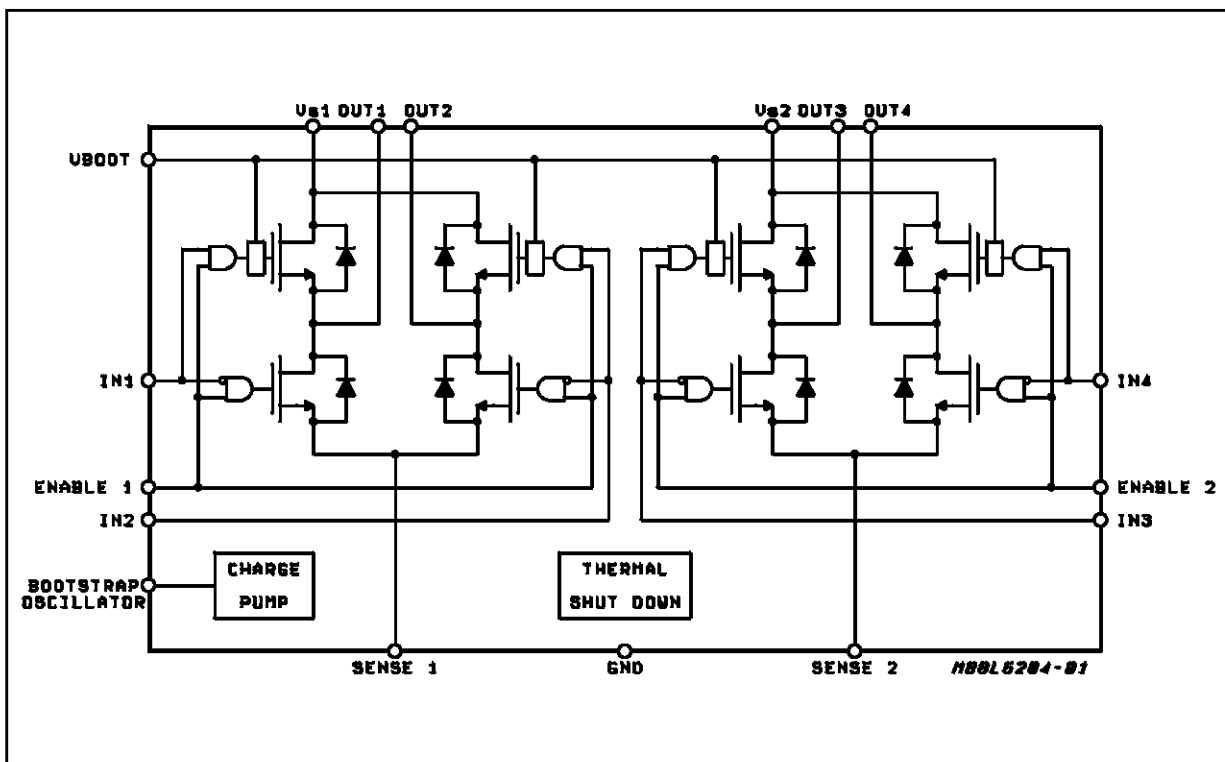 Vs1 OUT1 OUT2 Vs2 OUT3 OUT4
VBOOT
IN1 IN4
ENABLE 1 ENABLE 2
IN2 IN3
CHARGE
PUMP
THERMAL
SHUT DOWN
BOOTSTRAP
OSCILLATOR
SENSE 1 GND SENSE 2 M88L6204-01